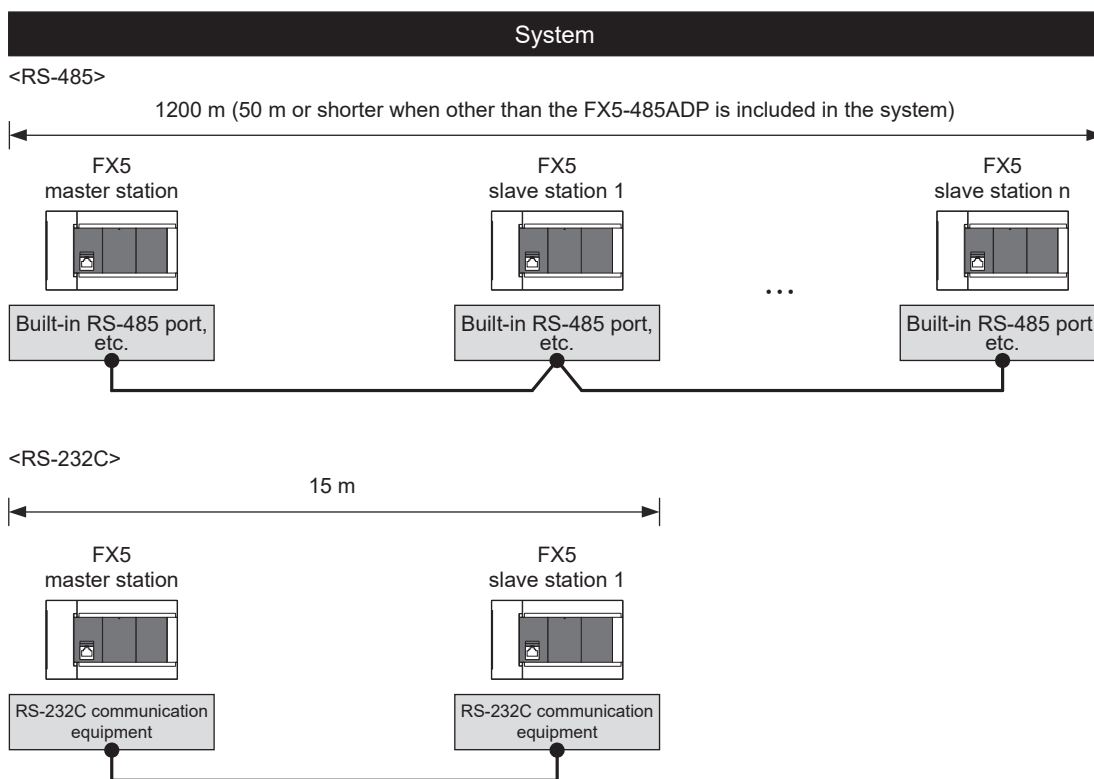 System
<RS-485>
1200 m (50 m or shorter when other than the FX5-485ADP is included in the system)
FX5
master station
FX5
slave station 1
FX5
slave station n
Built-in RS-485 port,
etc.
Built-in RS-485 port,
etc.
...
Built-in RS-485 port
etc.
<RS-232C>
15 m
FX5
master station
FX5
slave station 1
RS-232C communication
equipment
RS-232C communication
equipment